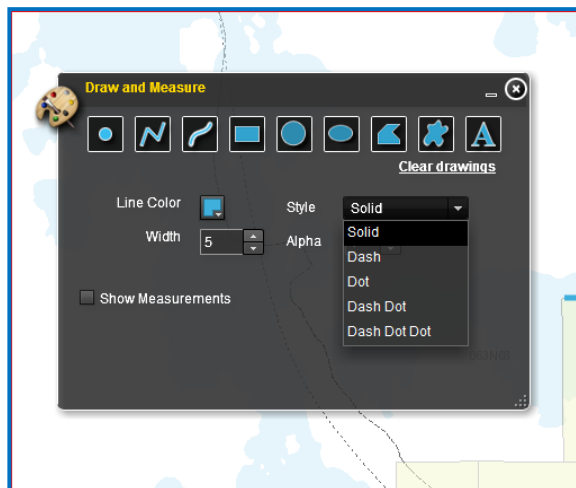 Draw and Measure
A
Clear drawings
Line Color
Style
Solid
Width
5
Alpha
Solid
Dash
Dot
Dash Dot
Dash Dot Dot
Show Measurements